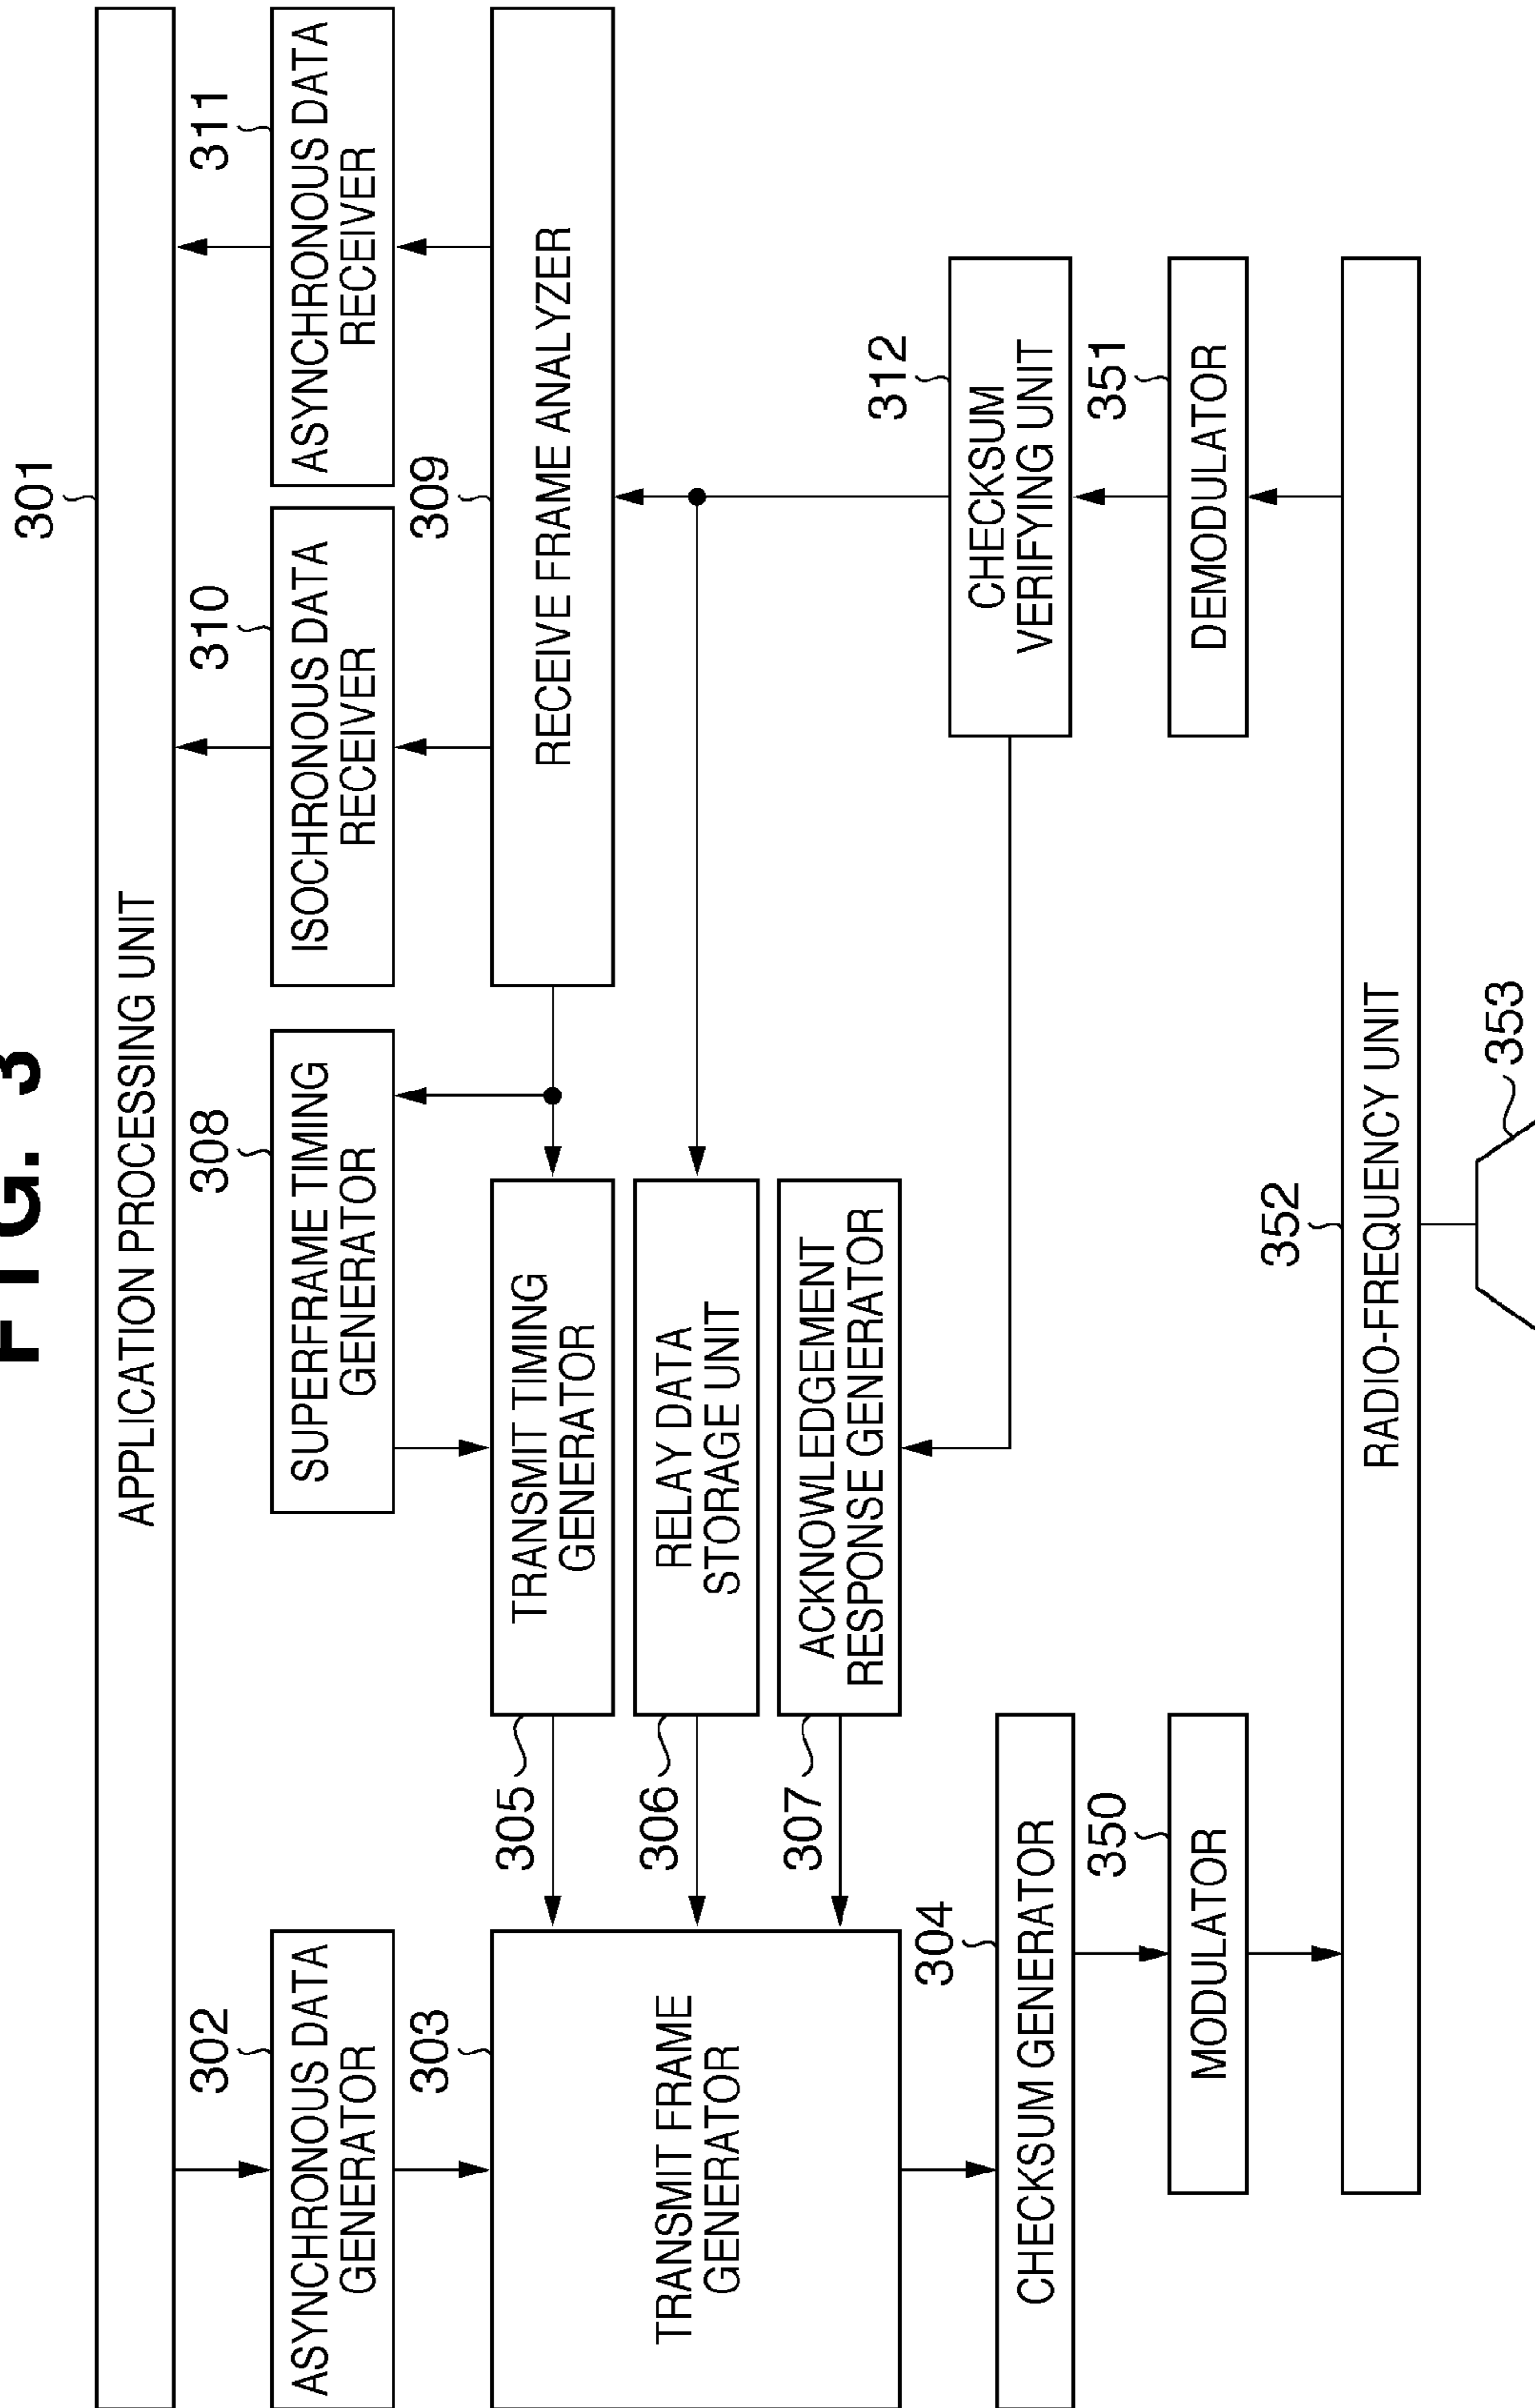 FIG. 3
301
APPLICATION PROCESSING UNIT
302
ASYNCHRONOUS DATA
GENERATOR
308
SUPERFRAME TIMING
GENERATOR
310
ISOCHRONOUS DATA
RECEIVER
311
ASYNCHRONOUS DATA
RECEIVER
303
TRANSMIT FRAME
GENERATOR
305
TRANSMIT TIMING
GENERATOR
309
RECEIVE FRAME ANALYZER
306
RELAY DATA
STORAGE UNIT
307
ACKNOWLEDGEMENT
RESPONSE GENERATOR
304
CHECKSUM GENERATOR
312
CHECKSUM
VERIFYING UNIT
350
MODULATOR
351
DEMODULATOR
352
RADIO-FREQUENCY UNIT
353